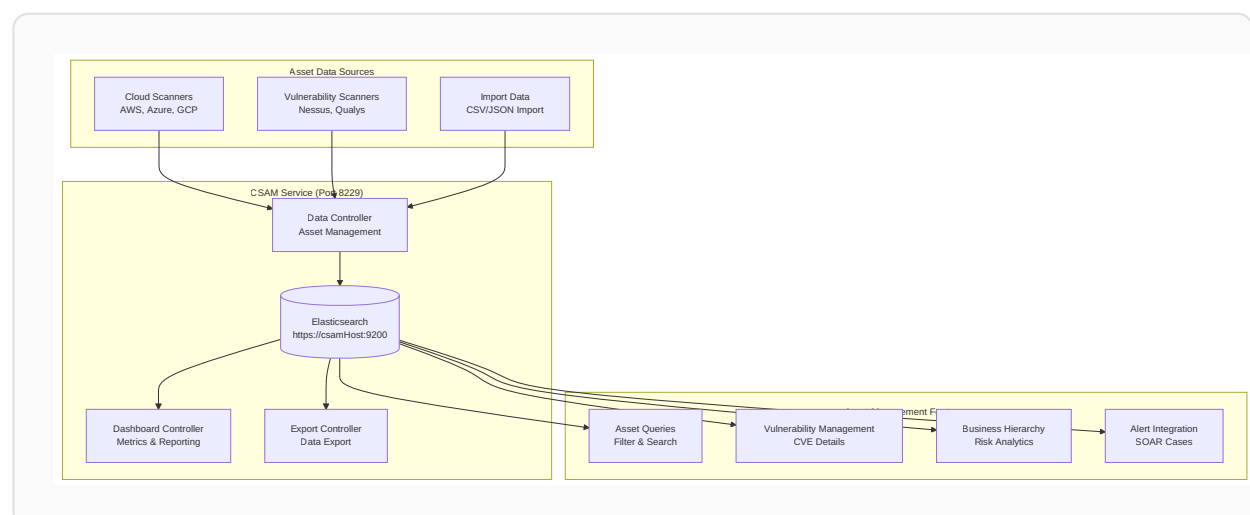 Asset Data Sources
Cloud Scanners
AWS, Azure, GCP
Vulnerability Scanners
Nessus, Qualys
Import Data
CSV/JSON Import
CSAM Service (Port 8229)
Data Controller
Asset Management
Elasticsearch
https://csamHost:9200
Dashboard Controller
Metrics & Reporting
Export Controller
Data Export
Asset Queries
Filter & Search
Vulnerability Management
CVE Details
Business Hierarchy
Risk Analytics
Alert Integration
SOAR Cases